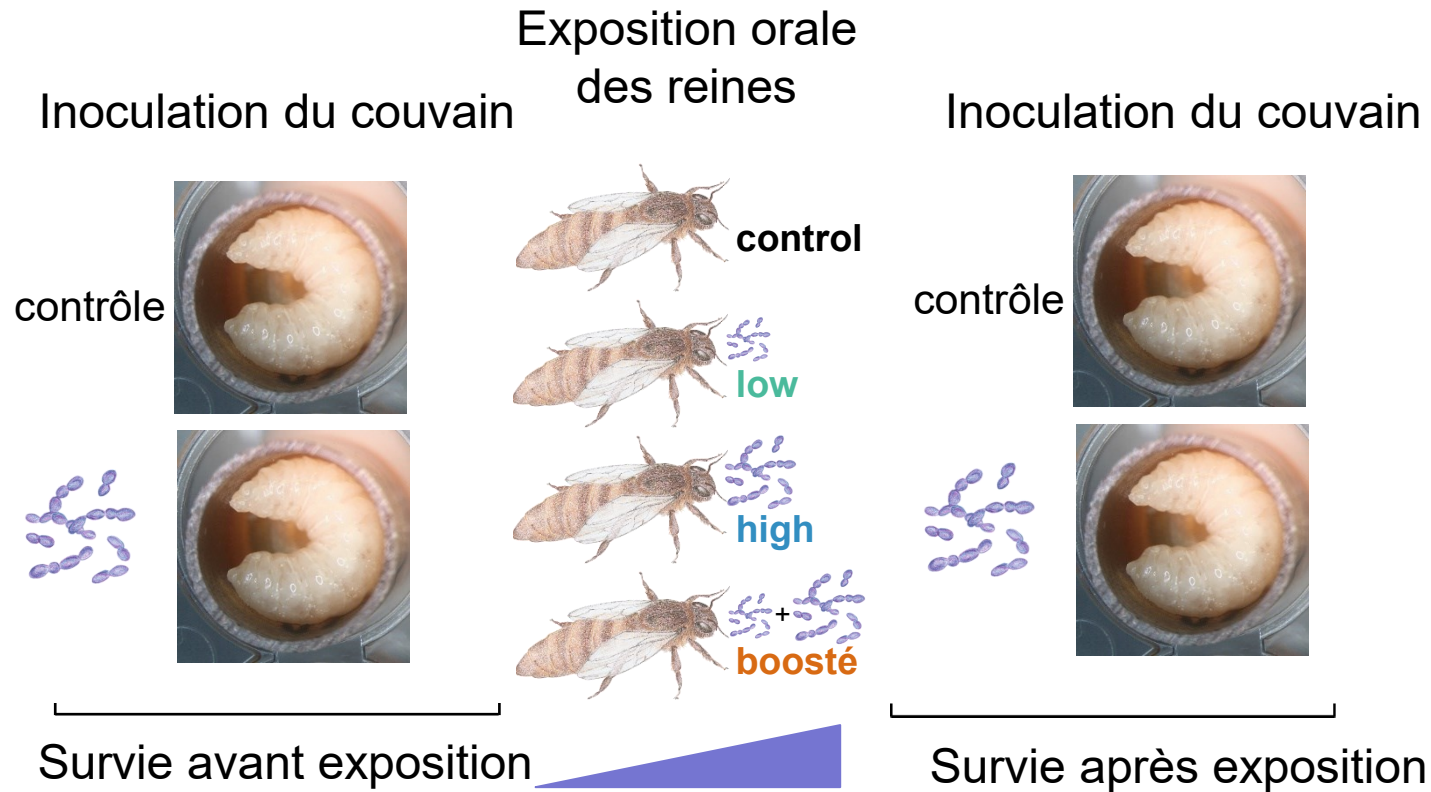 Exposition orale
des reines
Inoculation du couvain
Inoculation du couvain
control
contrôle
contrôle
low
high
+
boosté
Survie avant exposition
Survie après exposition